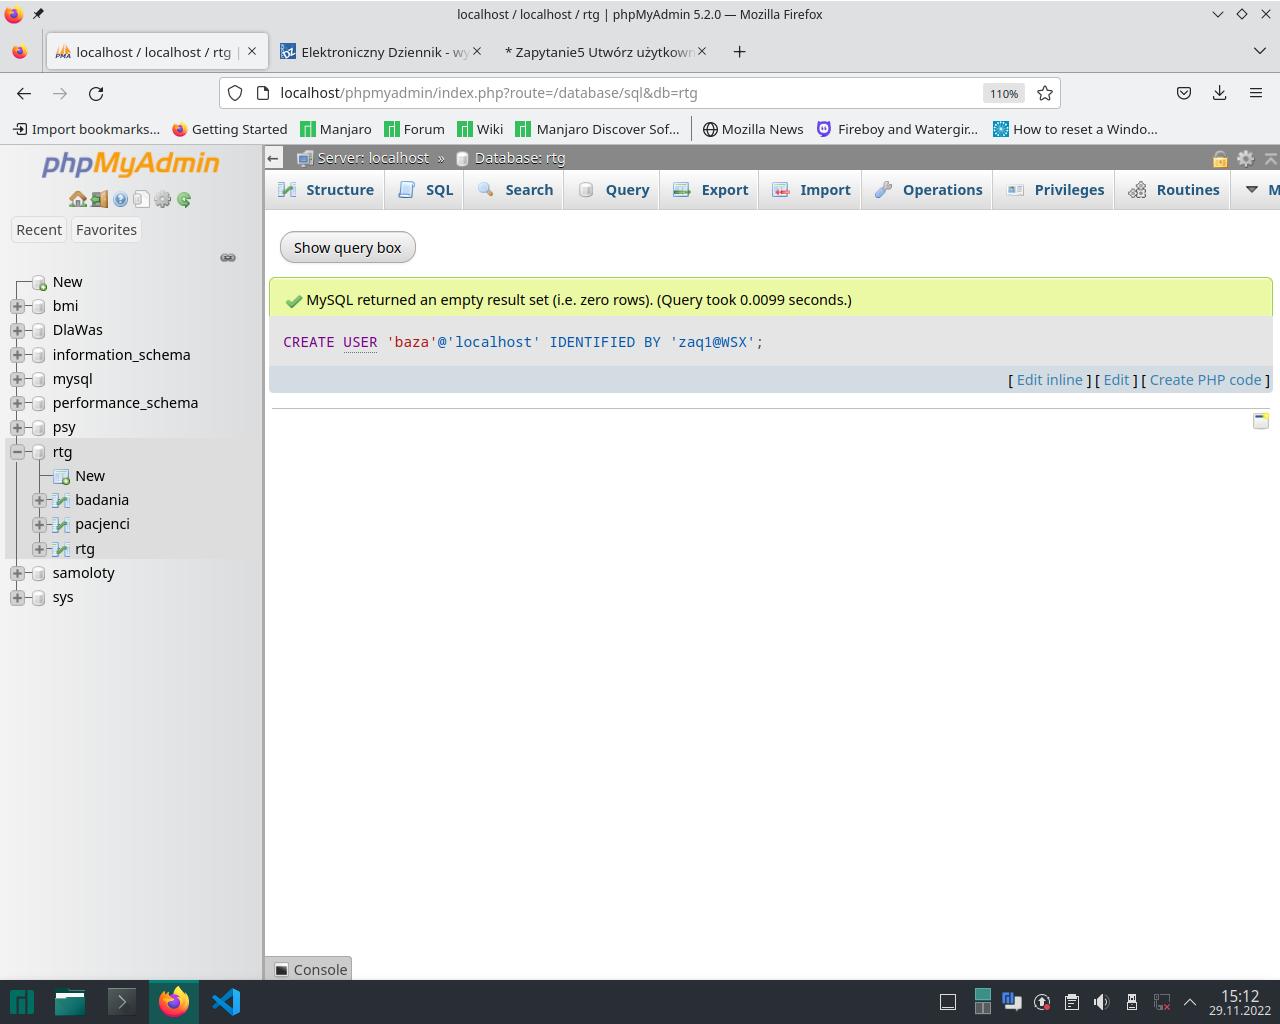 localhost / localhost / rtg | phpMyAdmin 5.2.0 — Mozilla Firefox
localhost / localhost / rtg |
Elektroniczny Dziennik - wy
* Zapytanie5 Utwórz użytkown
localhost/phpmyadmin/index.php?route=/database/sql&db=rtg
110%
Import bookmarks...
Getting Started
Manjaro
Forum
Wiki
Manjaro Discover Sof...
Mozilla News
Fireboy and Watergir...
How to reset a Windo...
phpMyAdmin
Recent
Favorites
New
bmi
DlaWas
information_schema
mysql
performance_schema
psy
rtg
New
badania
pacjenci
rtg
samoloty
sys
Server: localhost » Database: rtg
Structure
SQL
Search
Query
Export
Import
Operations
Privileges
Routines
M
Show query box
MySQL returned an empty result set (i.e. zero rows). (Query took 0.0099 seconds.)
CREATE USER 'baza'@'localhost' IDENTIFIED BY 'zaq1@WSX';
[ Edit inline ] [ Edit ] [ Create PHP code ]
Console
15:12
29.11.2022